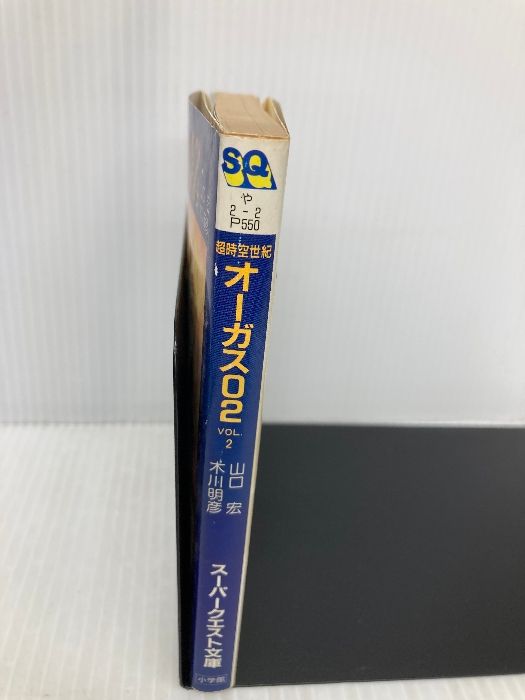 SQ
や
2-2
P550
超時空世紀
オーガス02
VOL.
2
山口 宏
木川明彦
スーパークエスト文庫
小学館